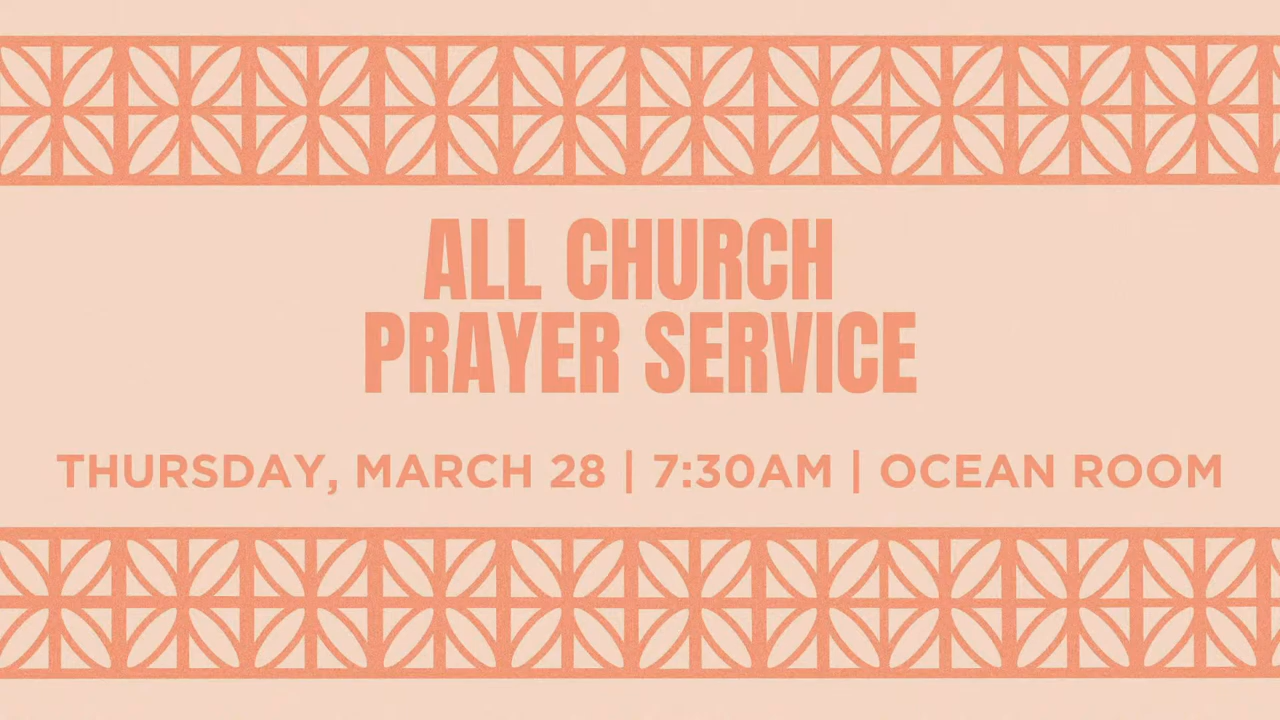 ALL CHURCH
PRAYER SERVICE
THURSDAY, MARCH 28 | 7:30AM | OCEAN ROOM